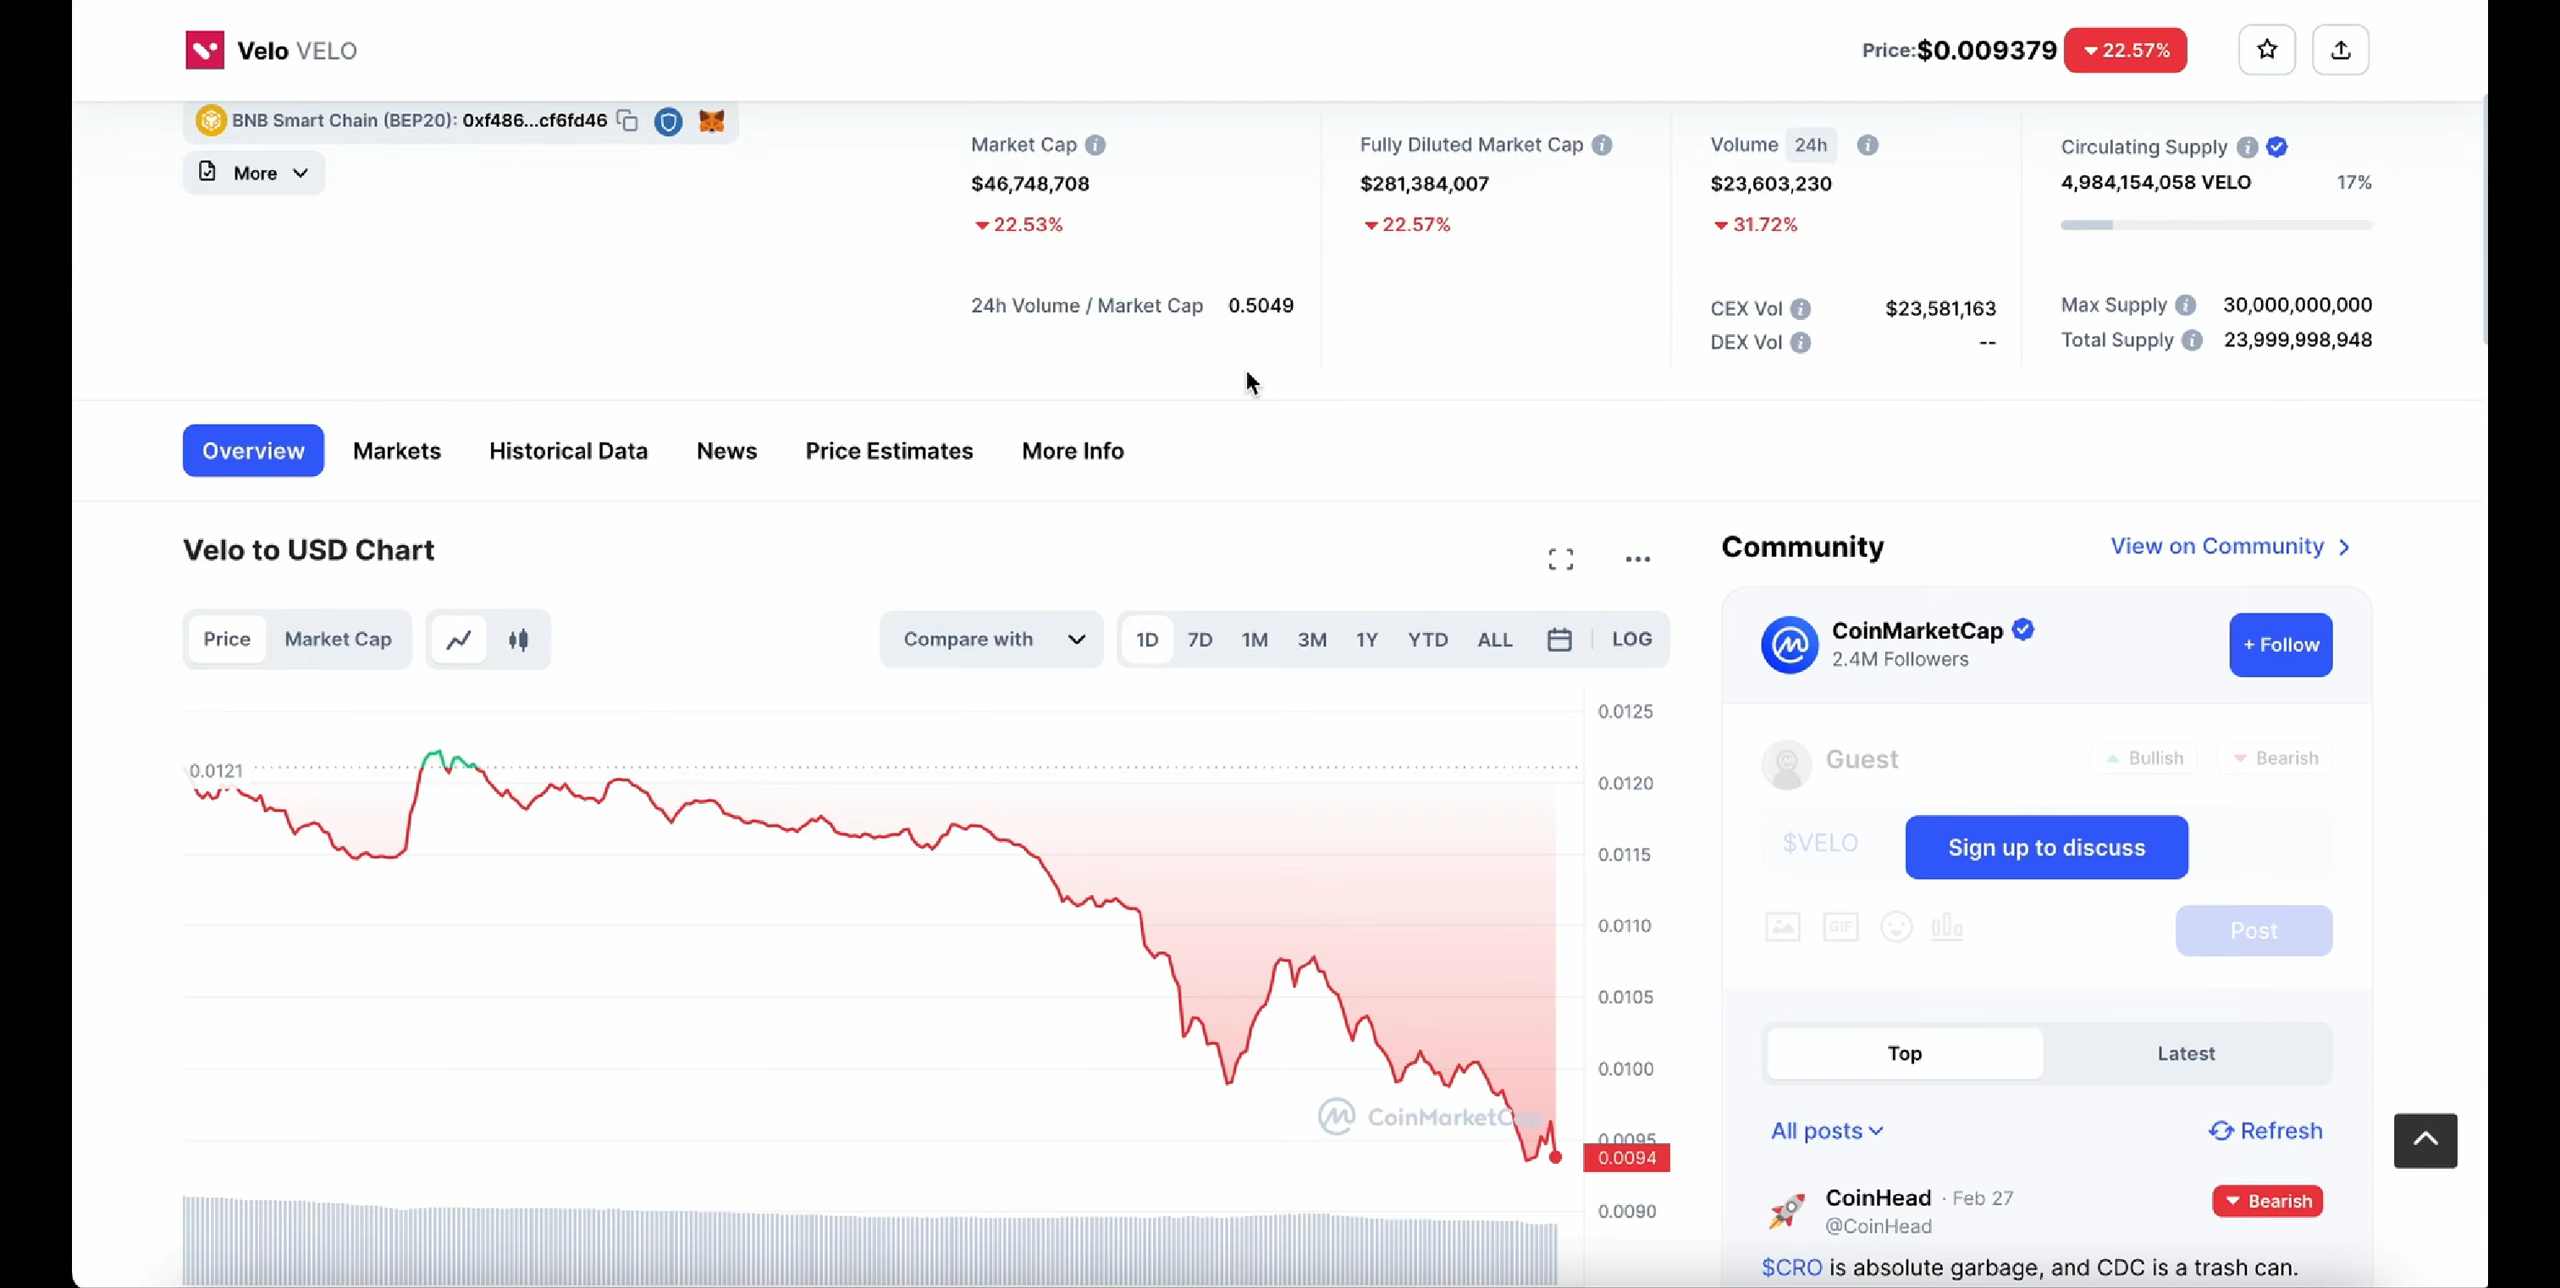 Velo VELO
Price:$0.009379 22.57%
BNB Smart Chain (BEP20): 0xf486...cf6fd46
More
Market Cap
$46,748,708
22.53%
24h Volume / Market Cap 0.5049
Fully Diluted Market Cap
$281,384,007
22.57%
Volume 24h
$23,603,230
31.72%
CEX Vol $23,581,163
DEX Vol --
Circulating Supply
4,984,154,058 VELO 17%
Max Supply 30,000,000,000
Total Supply 23,999,998,948
Overview Markets Historical Data News Price Estimates More Info
Velo to USD Chart
Price Market Cap Compare with 1D 7D 1M 3M 1Y YTD ALL LOG
0.0121
0.0125
0.0120
0.0115
0.0110
0.0105
0.0100
0.0095
0.0094
0.0090
CoinMarketCap
Community View on Community
CoinMarketCap
2.4M Followers
+ Follow
Guest Bullish Bearish
$VELO Sign up to discuss
GIF Post
Top Latest
All posts Refresh
CoinHead · Feb 27 Bearish
@CoinHead
$CRO is absolute garbage, and CDC is a trash can.